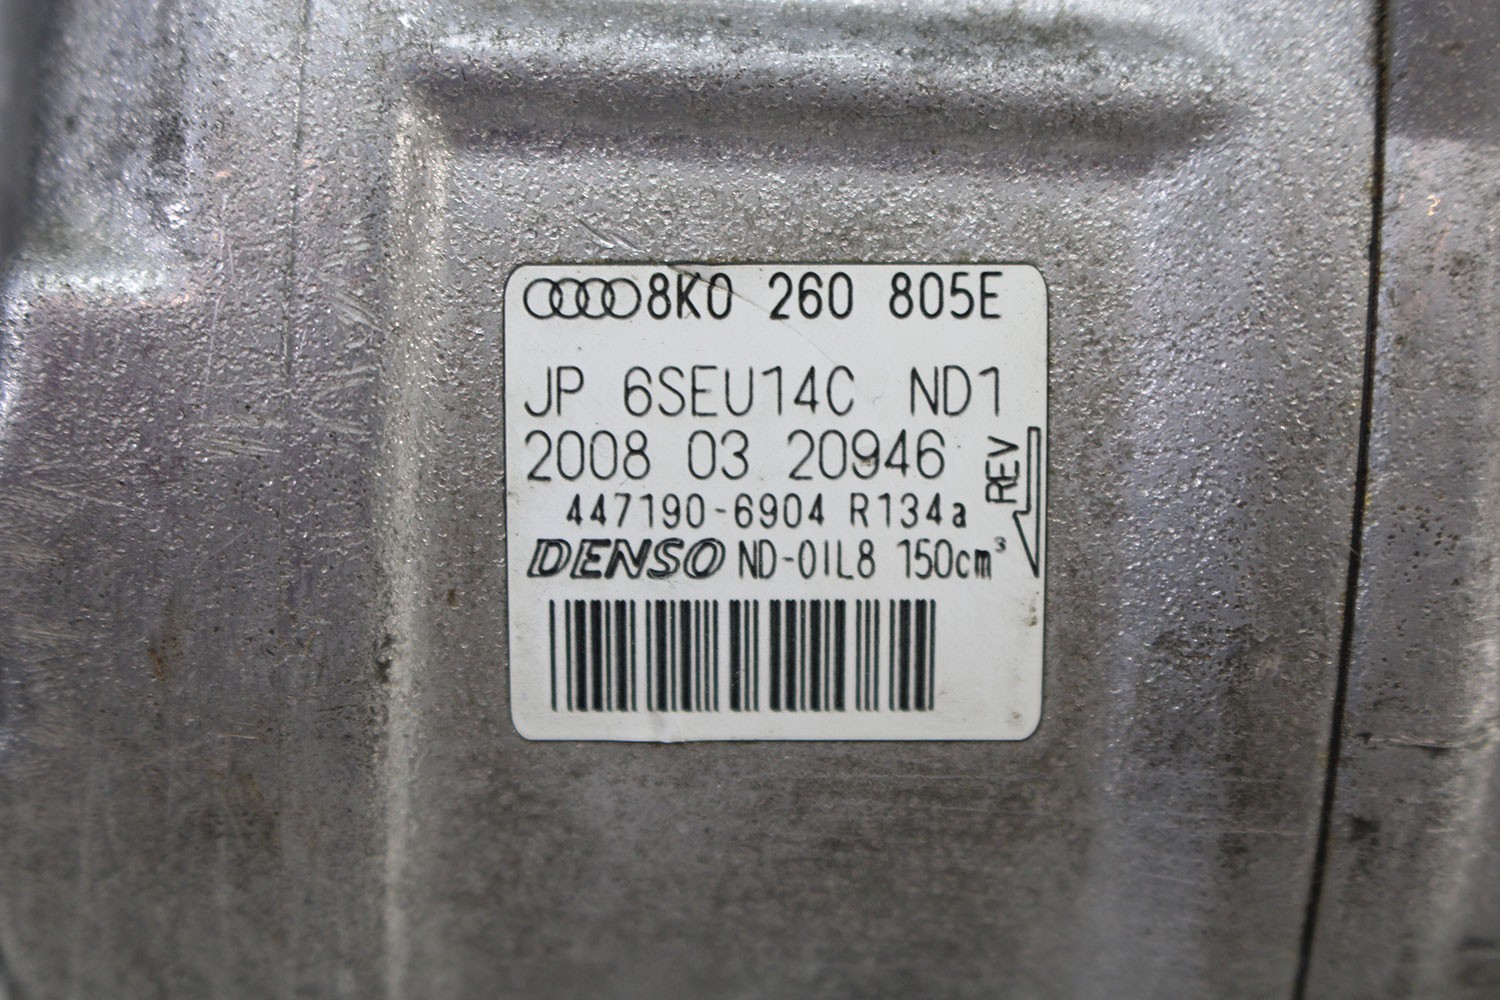 8K0 260 805E
JP 6SEU14C ND1
2008 03 20946
REV
447190-6904 R134a
DENSO ND-OIL8 150cm³